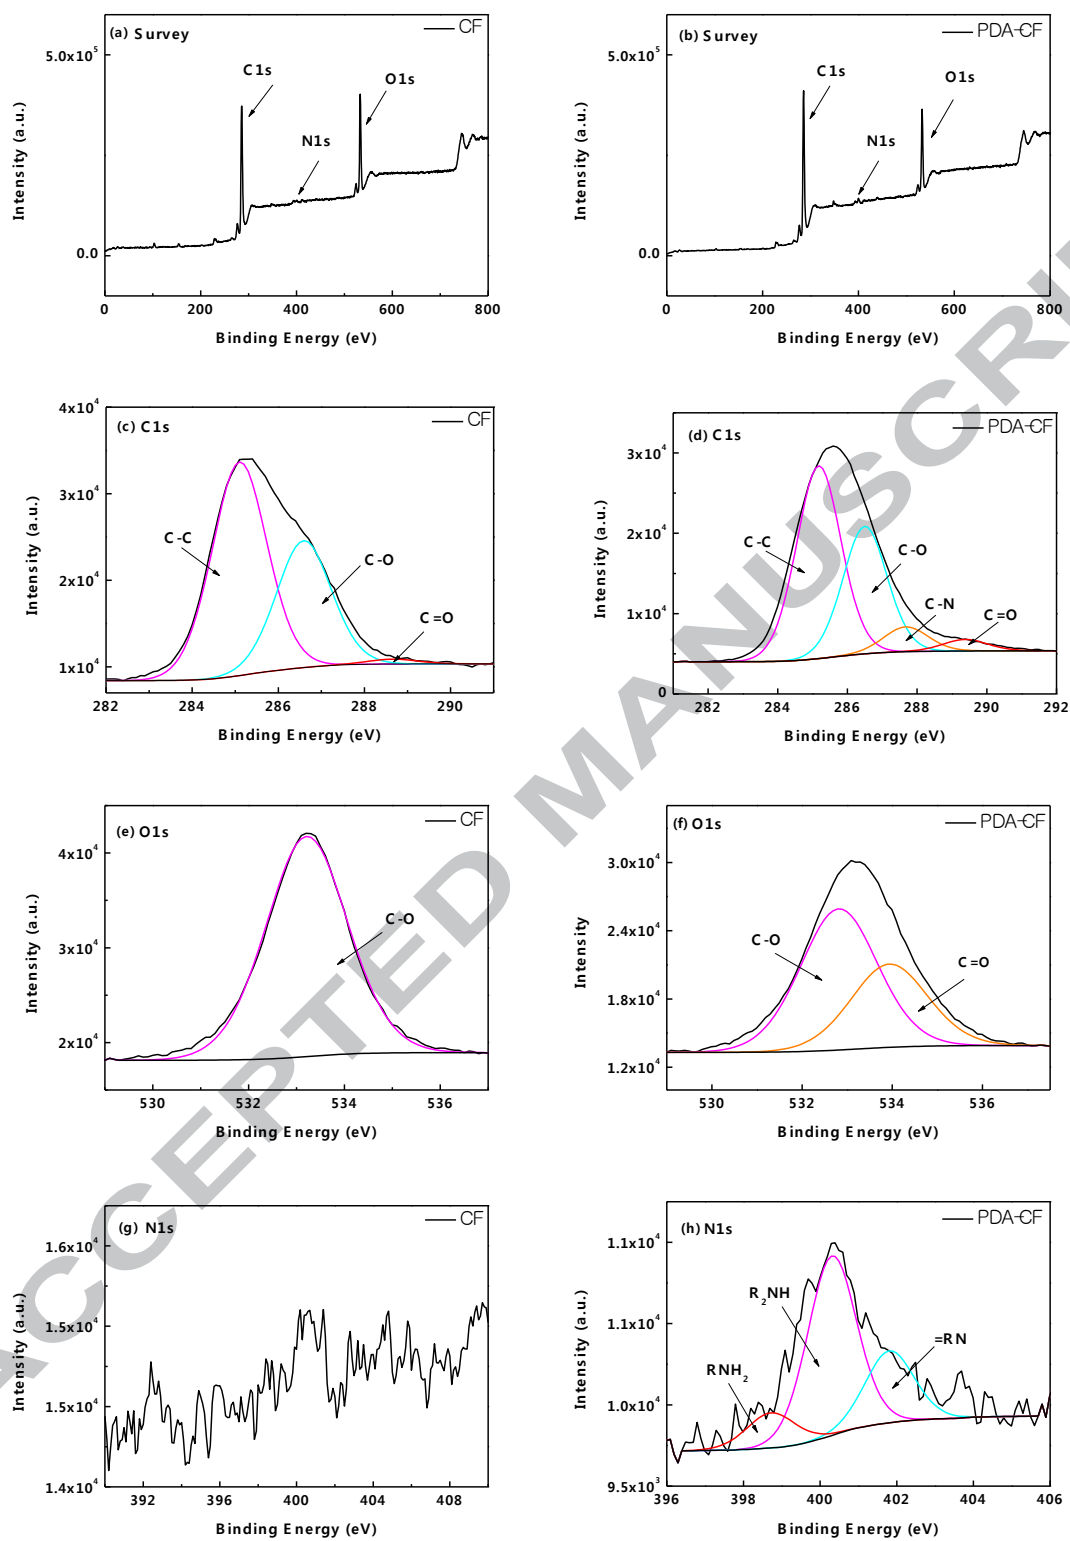 (a) Survey
CF
5.0x10^5
C1s
O1s
N1s
0.0
Intensity (a.u.)
0 200 400 600 800
Binding Energy (eV)
(b) Survey
PDA-CF
5.0x10^5
C1s
O1s
N1s
0.0
Intensity (a.u.)
0 200 400 600 800
Binding Energy (eV)
(c) C1s
CF
4x10^4
3x10^4
2x10^4
1x10^4
C-C
C-O
C=O
Intensity (a.u.)
282 284 286 288 290
Binding Energy (eV)
(d) C1s
PDA-CF
3x10^4
2x10^4
1x10^4
0
C-C
C-O
C-N
C=O
Intensity (a.u.)
282 284 286 288 290 292
Binding Energy (eV)
(e) O1s
CF
4x10^4
3x10^4
2x10^4
C-O
Intensity (a.u.)
530 532 534 536
Binding Energy (eV)
(f) O1s
PDA-CF
3.0x10^4
2.4x10^4
1.8x10^4
1.2x10^4
C-O
C=O
Intensity
530 532 534 536
Binding Energy (eV)
(g) N1s
CF
1.6x10^4
1.5x10^4
1.5x10^4
1.4x10^4
Intensity (a.u.)
392 396 400 404 408
Binding Energy (eV)
(h) N1s
PDA-CF
1.1x10^4
1.1x10^4
1.0x10^4
9.5x10^3
R2NH
=RN
RNH2
Intensity (a.u.)
396 398 400 402 404 406
Binding Energy (eV)
ACCEPTED MANUSCRI